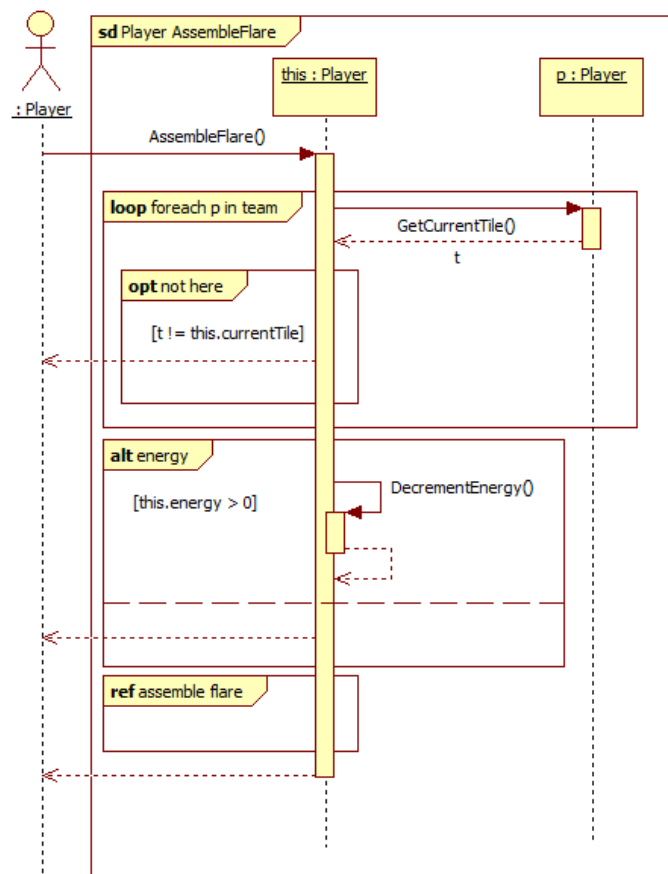 sd Player AssembleFlare
: Player
this : Player
p : Player
AssembleFlare()
loop foreach p in team
GetCurrentTile()
t
opt not here
[t != this.currentTile]
alt energy
[this.energy > 0]
DecrementEnergy()
ref assemble flare